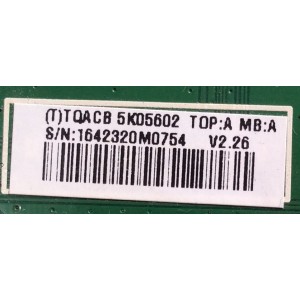 (T)TQACB 5K05602 TOP:A MB:A
S/N:1642320M0754 V2.26